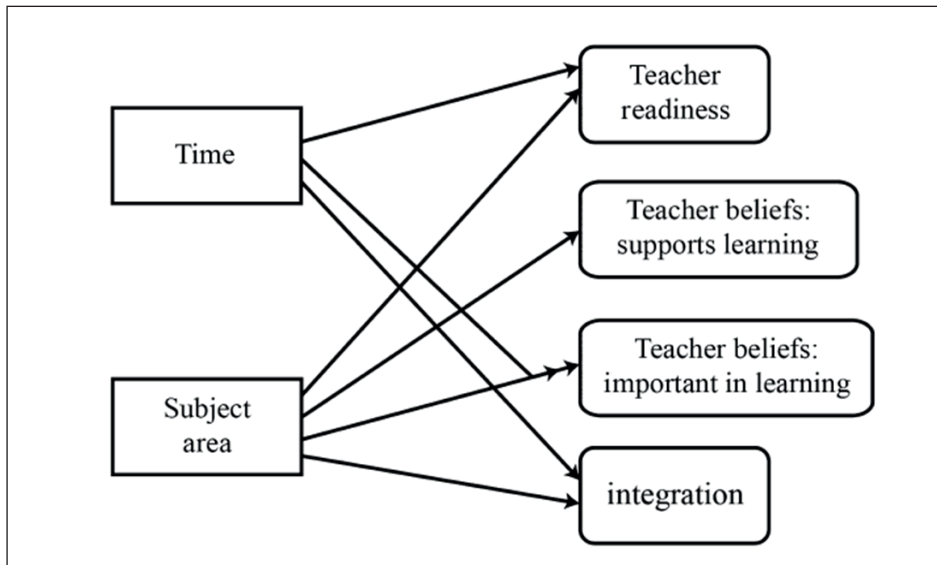 Time
Subject
area
Teacher
readiness
Teacher beliefs:
supports learning
Teacher beliefs:
important in learning
integration